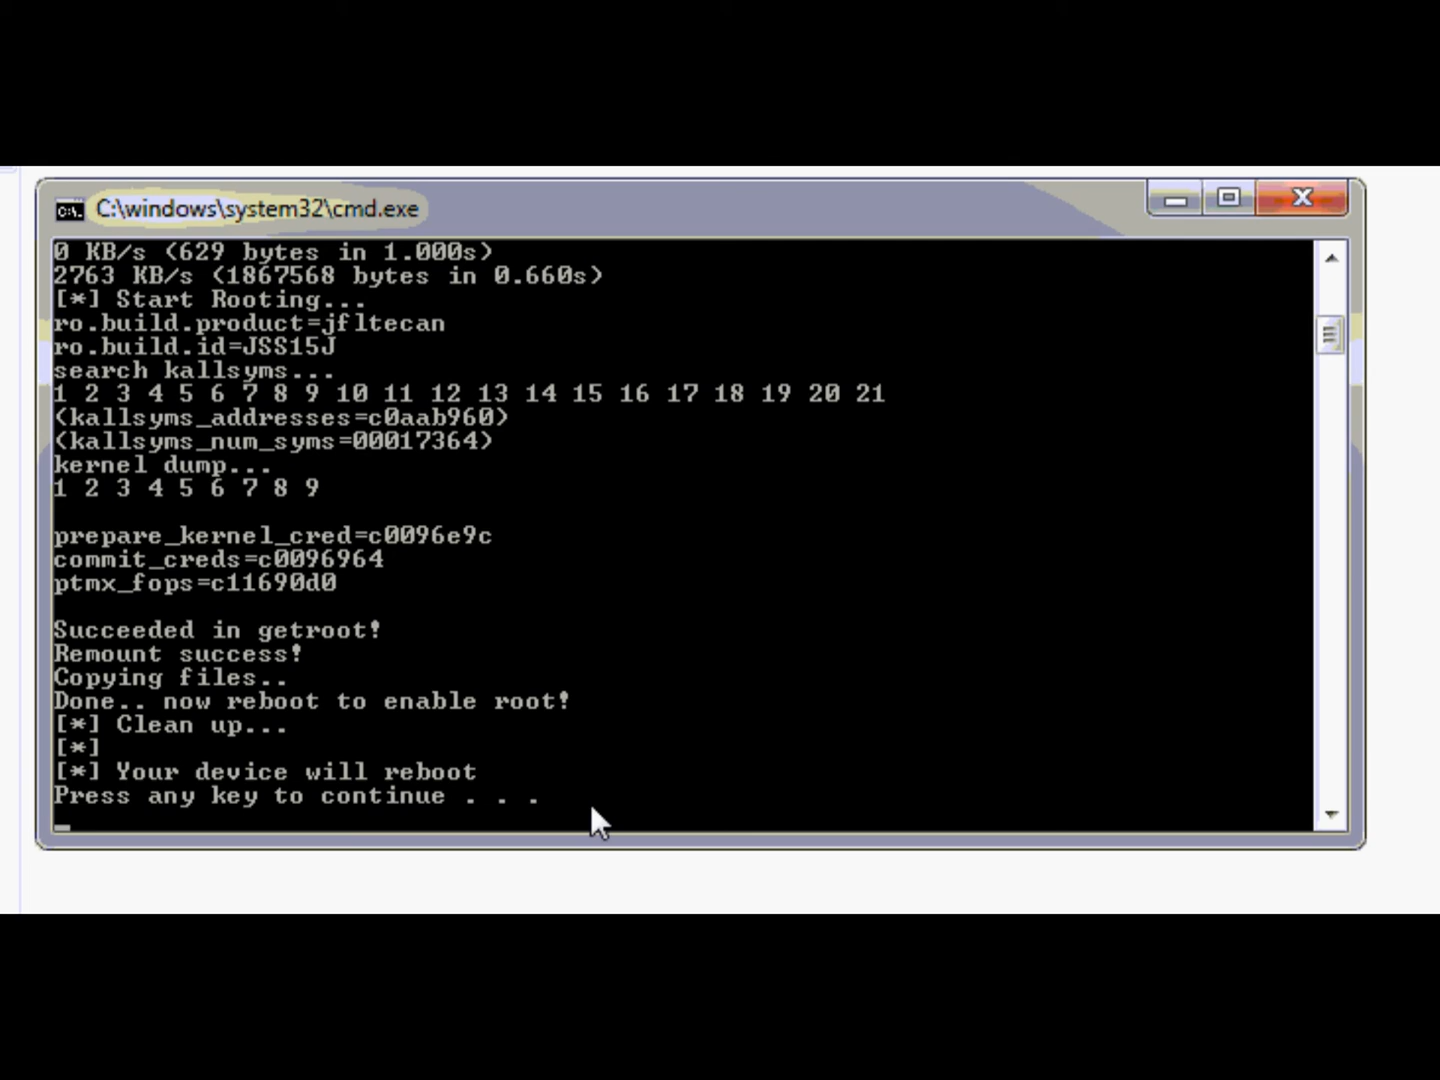 C:\windows\system32\cmd.exe
0 KB/s (629 bytes in 1.000s)
2763 KB/s (1867568 bytes in 0.660s)
[*] Start Rooting...
ro.build.product=jfltecan
ro.build.id=JSS15J
search kallsyms...
1 2 3 4 5 6 7 8 9 10 11 12 13 14 15 16 17 18 19 20 21
(kallsyms_addresses=c0aab960)
(kallsyms_num_syms=00017364)
kernel dump...
1 2 3 4 5 6 7 8 9
prepare_kernel_cred=c0096e9c
commit_creds=c0096964
ptmx_fops=c11690d0
Succeeded in getroot!
Remount success!
Copying files..
Done.. now reboot to enable root!
[*] Clean up...
[*]
[*] Your device will reboot
Press any key to continue . . .